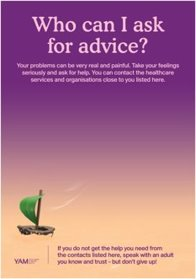 Who can I ask
for advice?
Your problems can be very real and painful. Take your feelings
seriously and ask for help. You can contact the healthcare
services and organisations close to you listed here.
YAM
If you do not get the help you need from
the contacts listed here, speak with an adult
you know and trust – but don't give up!